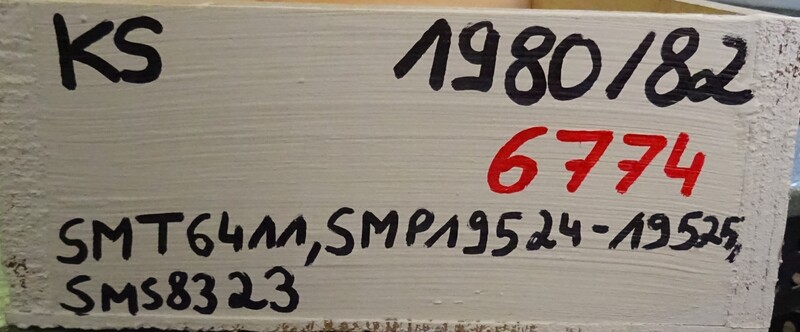 KS 1980/82
6774
SMT6411, SMP19524-19525,
SMS8323